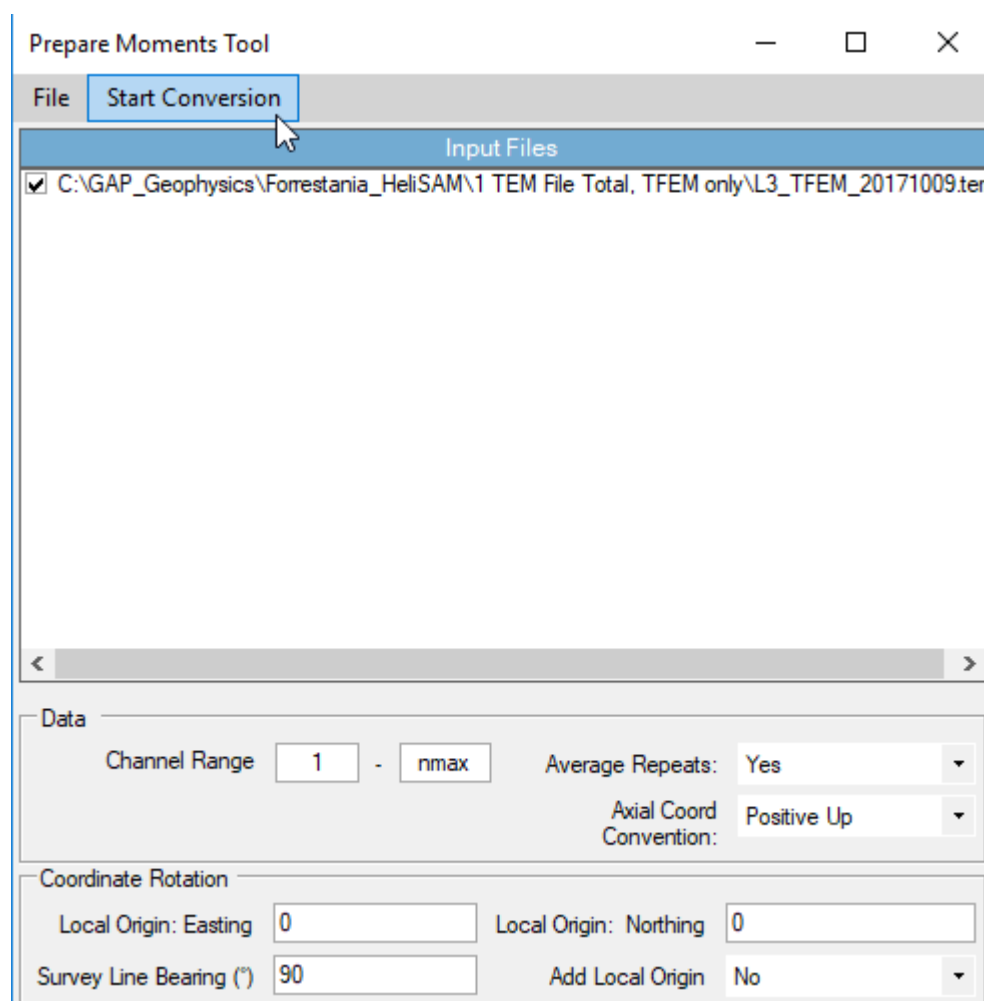 Prepare Moments Tool
File Start Conversion
Input Files
C:\GAP_Geophysics\Forrestania_HeliSAM\1 TEM File Total, TFEM only\L3_TFEM_20171009.ter
Data
Channel Range 1 - nmax Average Repeats: Yes
Axial Coord
Convention: Positive Up
Coordinate Rotation
Local Origin: Easting 0 Local Origin: Northing 0
Survey Line Bearing (°) 90 Add Local Origin No